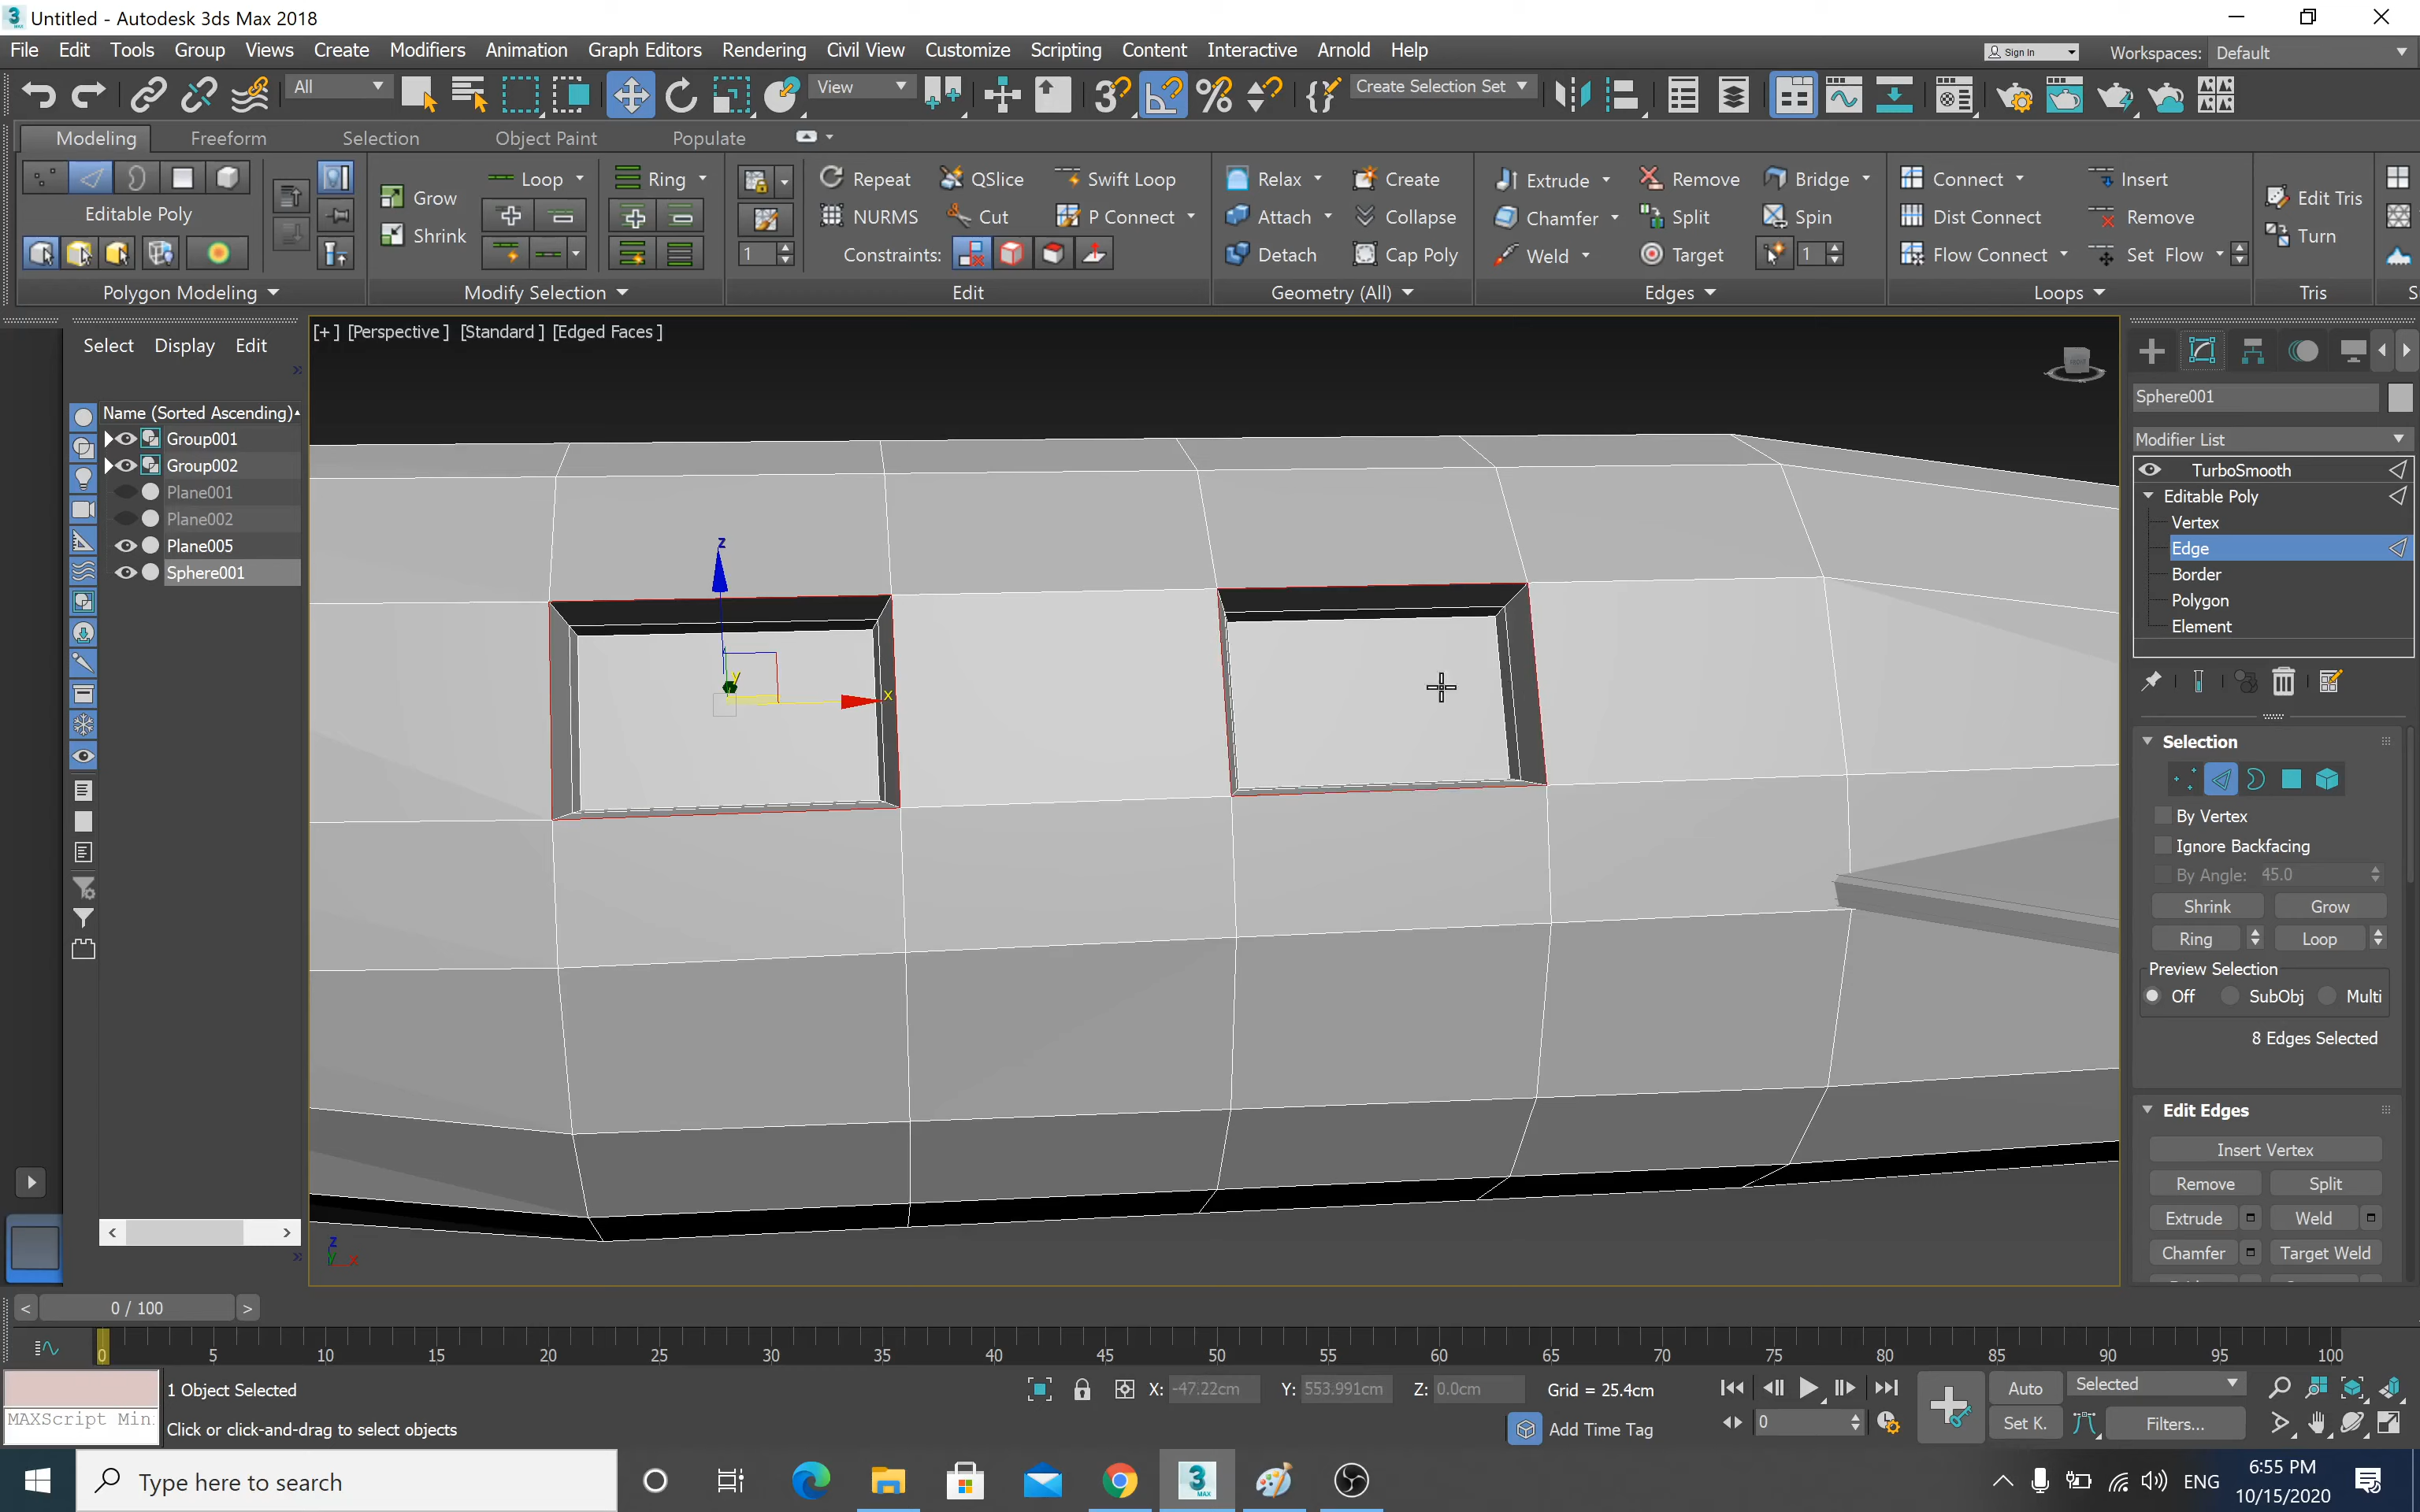 Untitled - Autodesk 3ds Max 2018
File Edit Tools Group Views Create Modifiers Animation Graph Editors Rendering Civil View Customize Scripting Content Interactive Arnold Help
Sign In Workspaces: Default
All View Create Selection Set
Modeling Freeform Selection Object Paint Populate
Loop Ring Repeat QSlice Swift Loop Relax Create Extrude Remove Bridge Connect Insert
Grow Edit Tris
Editable Poly NURMS Cut P Connect Attach Collapse Chamfer Split Spin Dist Connect Remove
Shrink Turn
1 Constraints: Detach Cap Poly Weld Target 1 Flow Connect Set Flow
Polygon Modeling Modify Selection Edit Geometry (All) Edges Loops Tris S
Select Display Edit
[+] [Perspective] [Standard] [Edged Faces]
Name (Sorted Ascending)
Group001
Group002
Plane001
Plane002
Plane005
Sphere001
z
y
x
Sphere001
Modifier List
TurboSmooth
Editable Poly
Vertex
Edge
Border
Polygon
Element
Selection
By Vertex
Ignore Backfacing
By Angle: 45.0
Shrink Grow
Ring Loop
Preview Selection
Off SubObj Multi
8 Edges Selected
Edit Edges
Insert Vertex
Remove Split
Extrude Weld
Chamfer Target Weld
z
y x
< 0 / 100 >
0 5 10 15 20 25 30 35 40 45 50 55 60 65 70 75 80 85 90 95 100
1 Object Selected X: -47.22cm Y: 553.991cm Z: 0.0cm Grid = 25.4cm Auto Selected
MAXScript Min Click or click-and-drag to select objects Add Time Tag 0 Set K. Filters...
Type here to search
ENG
6:55 PM
10/15/2020